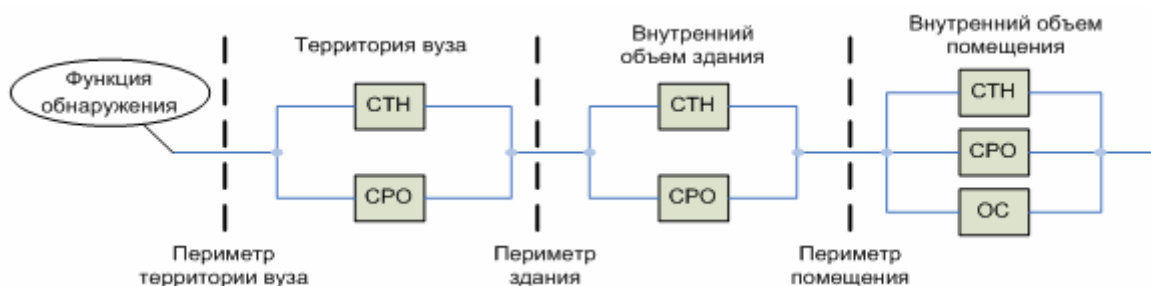 Функция
обнаружения
Территория вуза
Внутренний
объем здания
Внутренний объем
помещения
СТН
СТН
СТН
СРО
СРО
СРО
ОС
Периметр
территории вуза
Периметр
здания
Периметр
помещения